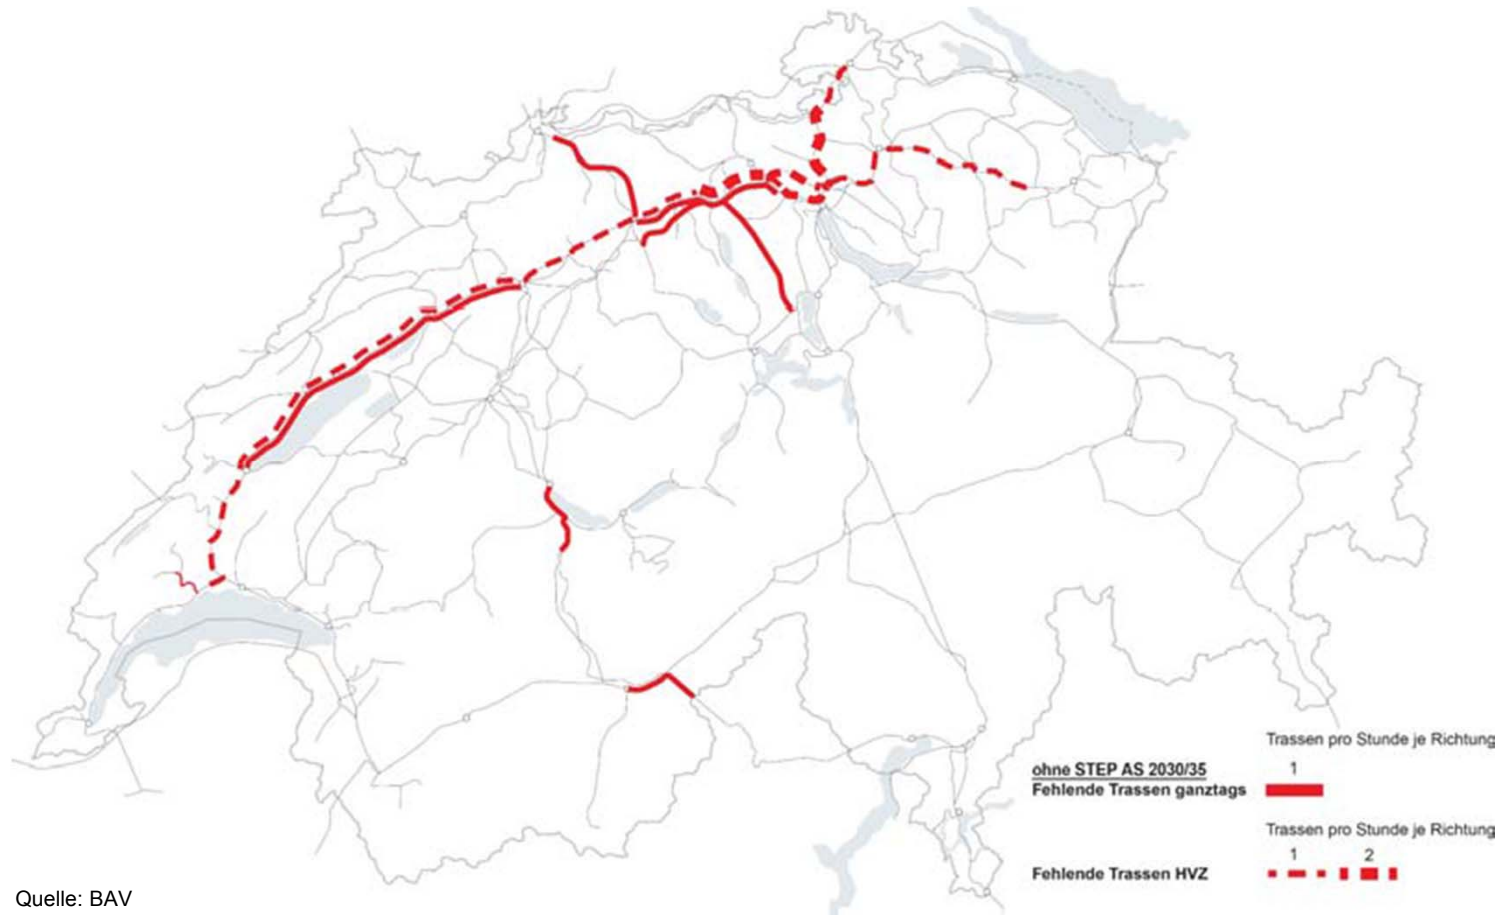 Trassen pro Stunde je Richtung
ohne STEP AS 2030/35
1
Fehlende Trassen ganztags
Trassen pro Stunde je Richtung
1 2
Fehlende Trassen HVZ
Quelle: BAV